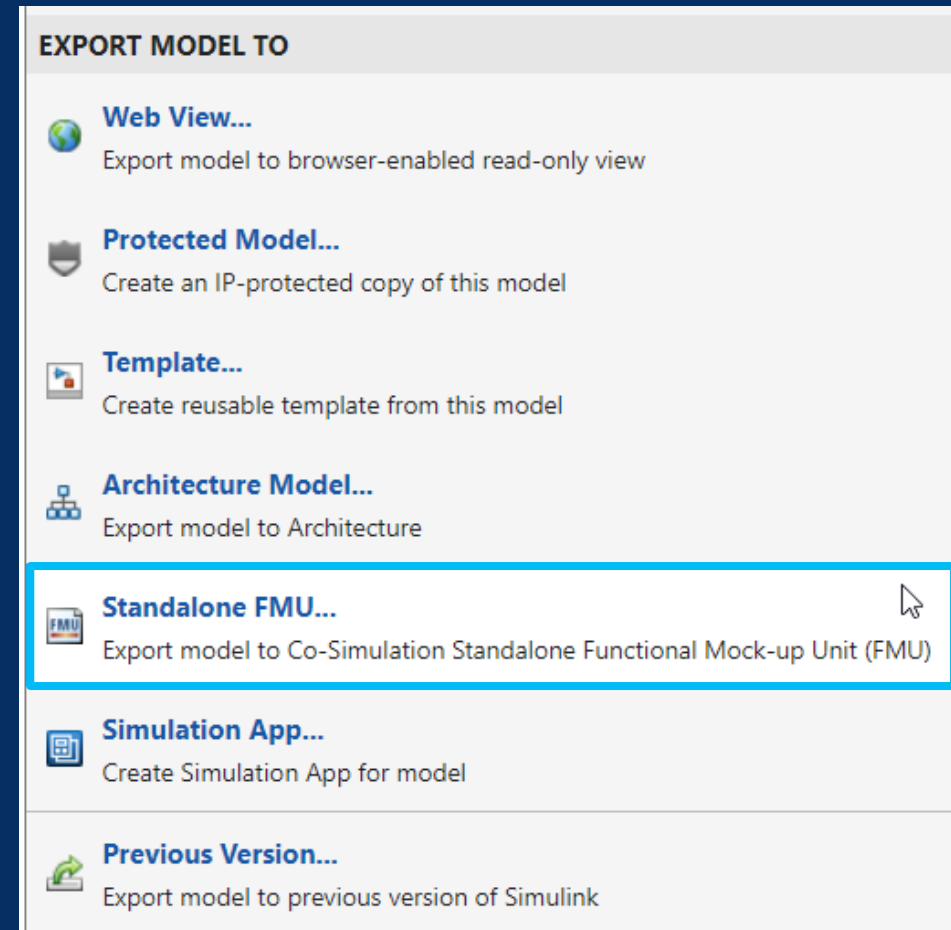 EXPORT MODEL TO
Web View...
Export model to browser-enabled read-only view
Protected Model...
Create an IP-protected copy of this model
Template...
Create reusable template from this model
Architecture Model...
Export model to Architecture
FMU
Standalone FMU...
Export model to Co-Simulation Standalone Functional Mock-up Unit (FMU)
Simulation App...
Create Simulation App for model
Previous Version...
Export model to previous version of Simulink